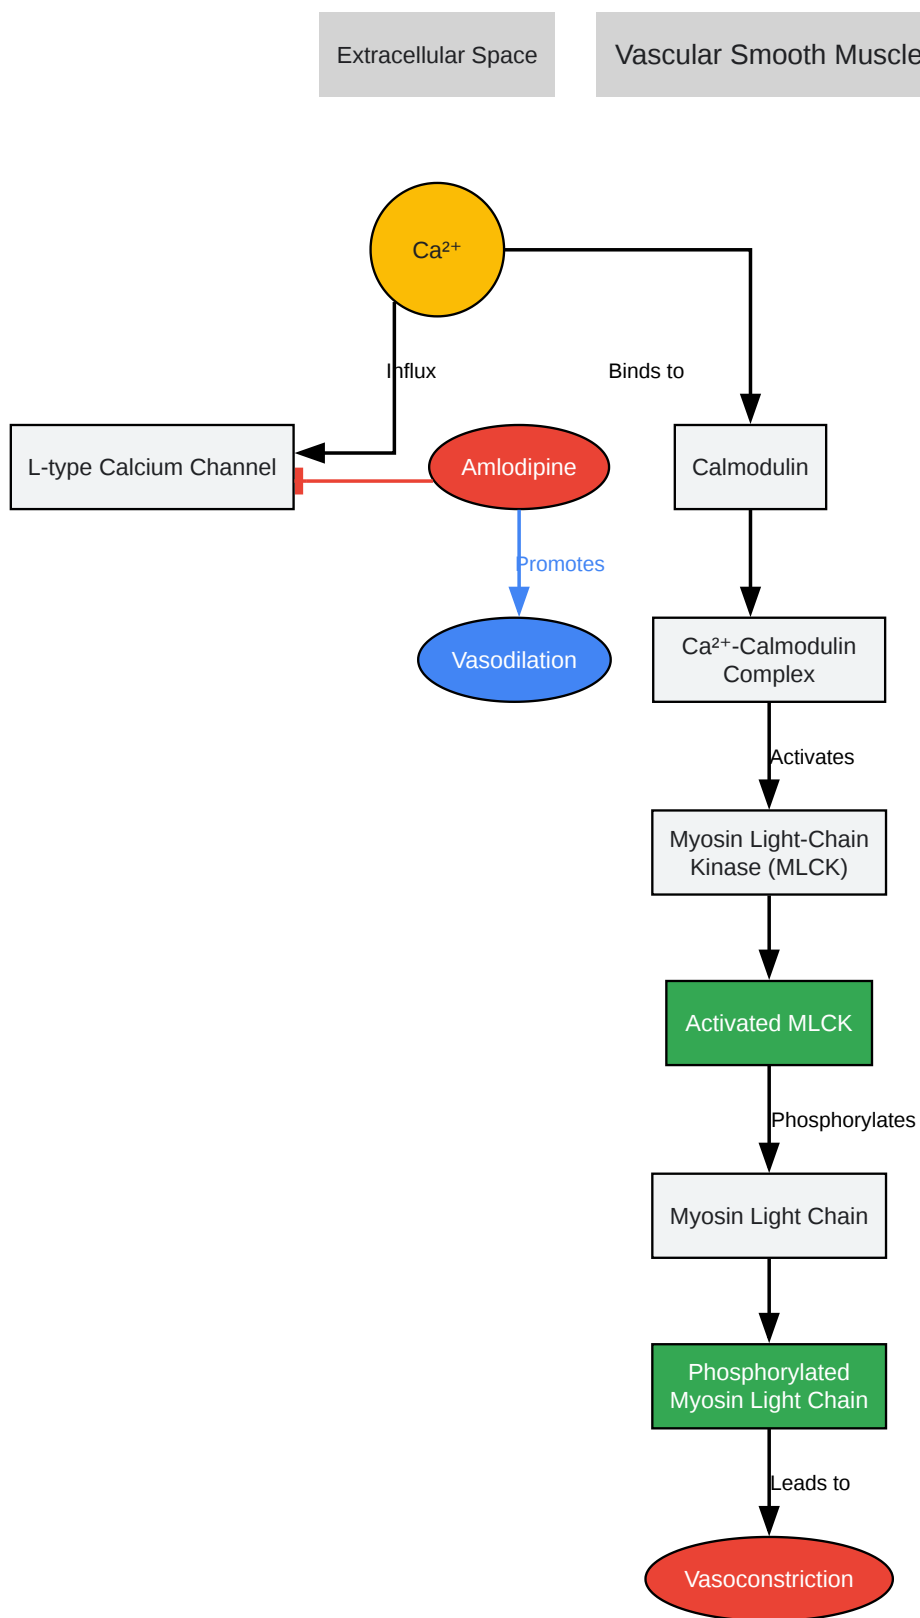 Extracellular Space
Vascular Smooth Muscle
Ca²⁺
Influx
Binds to
L-type Calcium Channel
Amlodipine
Calmodulin
Promotes
Vasodilation
Ca²⁺-Calmodulin
Complex
Activates
Myosin Light-Chain
Kinase (MLCK)
Activated MLCK
Phosphorylates
Myosin Light Chain
Phosphorylated
Myosin Light Chain
Leads to
Vasoconstriction